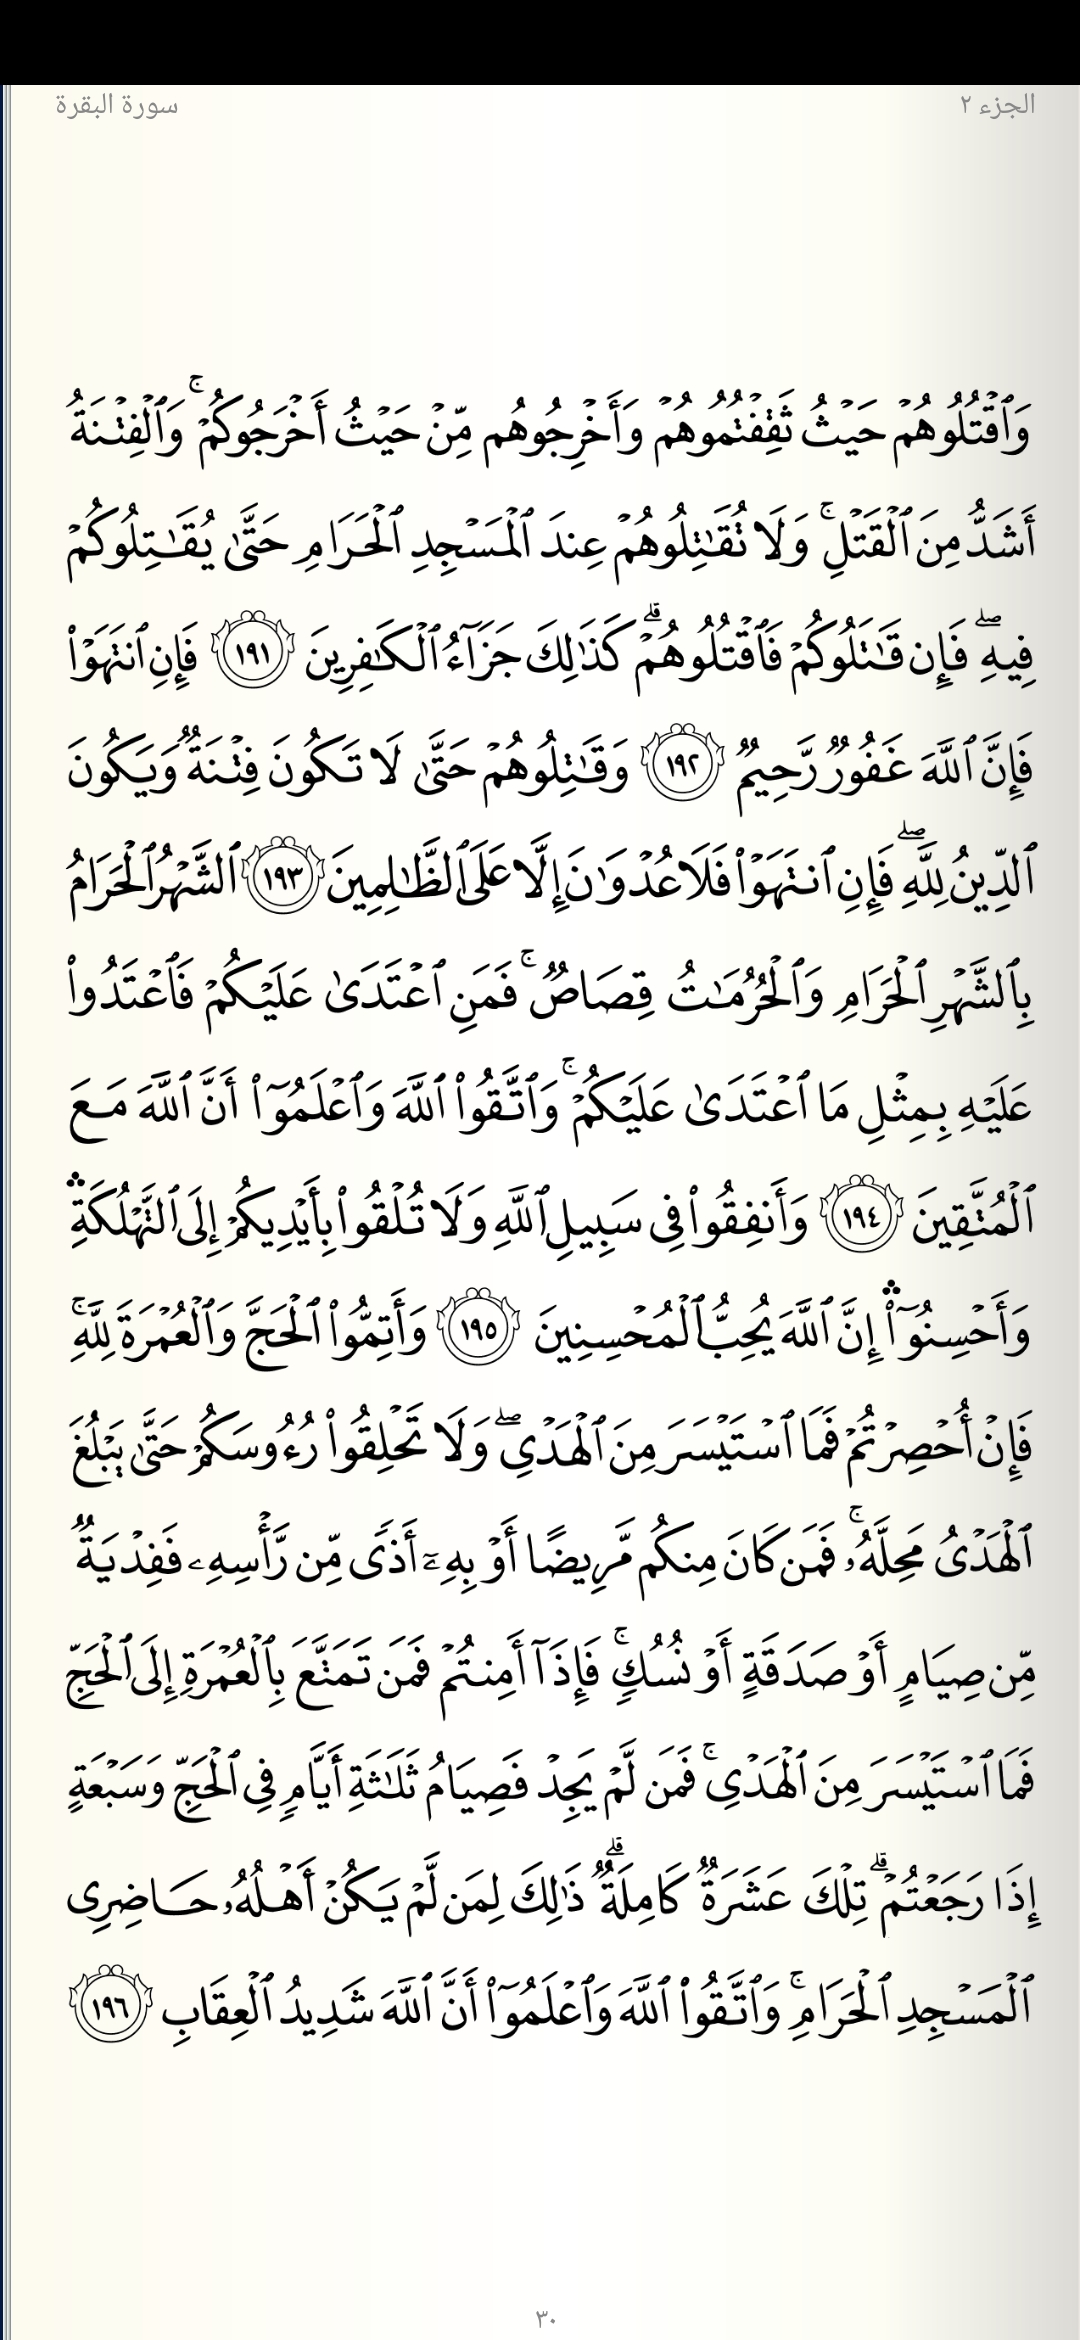 الجزء ٢
سورة البقرة
وَٱقۡتُلُوهُمۡ حَيۡثُ ثَقِفۡتُمُوهُمۡ وَأَخۡرِجُوهُم مِّنۡ حَيۡثُ أَخۡرَجُوكُمۡۚ وَٱلۡفِتۡنَةُ
أَشَدُّ مِنَ ٱلۡقَتۡلِۚ وَلَا تُقَٰتِلُوهُمۡ عِندَ ٱلۡمَسۡجِدِ ٱلۡحَرَامِ حَتَّىٰ يُقَٰتِلُوكُمۡ
فِيهِۖ فَإِن قَٰتَلُوكُمۡ فَٱقۡتُلُوهُمۡۗ كَذَٰلِكَ جَزَآءُ ٱلۡكَٰفِرِينَ ١٩١ فَإِنِ ٱنتَهَوۡاْ
فَإِنَّ ٱللَّهَ غَفُورٞ رَّحِيمٞ ١٩٢ وَقَٰتِلُوهُمۡ حَتَّىٰ لَا تَكُونَ فِتۡنَةٞ وَيَكُونَ
ٱلدِّينُ لِلَّهِۖ فَإِنِ ٱنتَهَوۡاْ فَلَا عُدۡوَٰنَ إِلَّا عَلَى ٱلظَّٰلِمِينَ ١٩٣ ٱلشَّهۡرُ ٱلۡحَرَامُ
بِٱلشَّهۡرِ ٱلۡحَرَامِ وَٱلۡحُرُمَٰتُ قِصَاصٞۚ فَمَنِ ٱعۡتَدَىٰ عَلَيۡكُمۡ فَٱعۡتَدُواْ
عَلَيۡهِ بِمِثۡلِ مَا ٱعۡتَدَىٰ عَلَيۡكُمۡۚ وَٱتَّقُواْ ٱللَّهَ وَٱعۡلَمُوٓاْ أَنَّ ٱللَّهَ مَعَ
ٱلۡمُتَّقِينَ ١٩٤ وَأَنفِقُواْ فِي سَبِيلِ ٱللَّهِ وَلَا تُلۡقُواْ بِأَيۡدِيكُمۡ إِلَى ٱلتَّهۡلُكَةِۛ
وَأَحۡسِنُوٓاْۛ إِنَّ ٱللَّهَ يُحِبُّ ٱلۡمُحۡسِنِينَ ١٩٥ وَأَتِمُّواْ ٱلۡحَجَّ وَٱلۡعُمۡرَةَ لِلَّهِۚ
فَإِنۡ أُحۡصِرۡتُمۡ فَمَا ٱسۡتَيۡسَرَ مِنَ ٱلۡهَدۡيِۖ وَلَا تَحۡلِقُواْ رُءُوسَكُمۡ حَتَّىٰ يَبۡلُغَ
ٱلۡهَدۡيُ مَحِلَّهُۥۚ فَمَن كَانَ مِنكُم مَّرِيضًا أَوۡ بِهِۦٓ أَذٗى مِّن رَّأۡسِهِۦ فَفِدۡيَةٞ
مِّن صِيَامٍ أَوۡ صَدَقَةٍ أَوۡ نُسُكٖۚ فَإِذَآ أَمِنتُمۡ فَمَن تَمَتَّعَ بِٱلۡعُمۡرَةِ إِلَى ٱلۡحَجِّ
فَمَا ٱسۡتَيۡسَرَ مِنَ ٱلۡهَدۡيِۚ فَمَن لَّمۡ يَجِدۡ فَصِيَامُ ثَلَٰثَةِ أَيَّامٖ فِي ٱلۡحَجِّ وَسَبۡعَةٍ
إِذَا رَجَعۡتُمۡۗ تِلۡكَ عَشَرَةٞ كَامِلَةٞۗ ذَٰلِكَ لِمَن لَّمۡ يَكُنۡ أَهۡلُهُۥ حَاضِرِي
ٱلۡمَسۡجِدِ ٱلۡحَرَامِۚ وَٱتَّقُواْ ٱللَّهَ وَٱعۡلَمُوٓاْ أَنَّ ٱللَّهَ شَدِيدُ ٱلۡعِقَابِ ١٩٦
٣٠